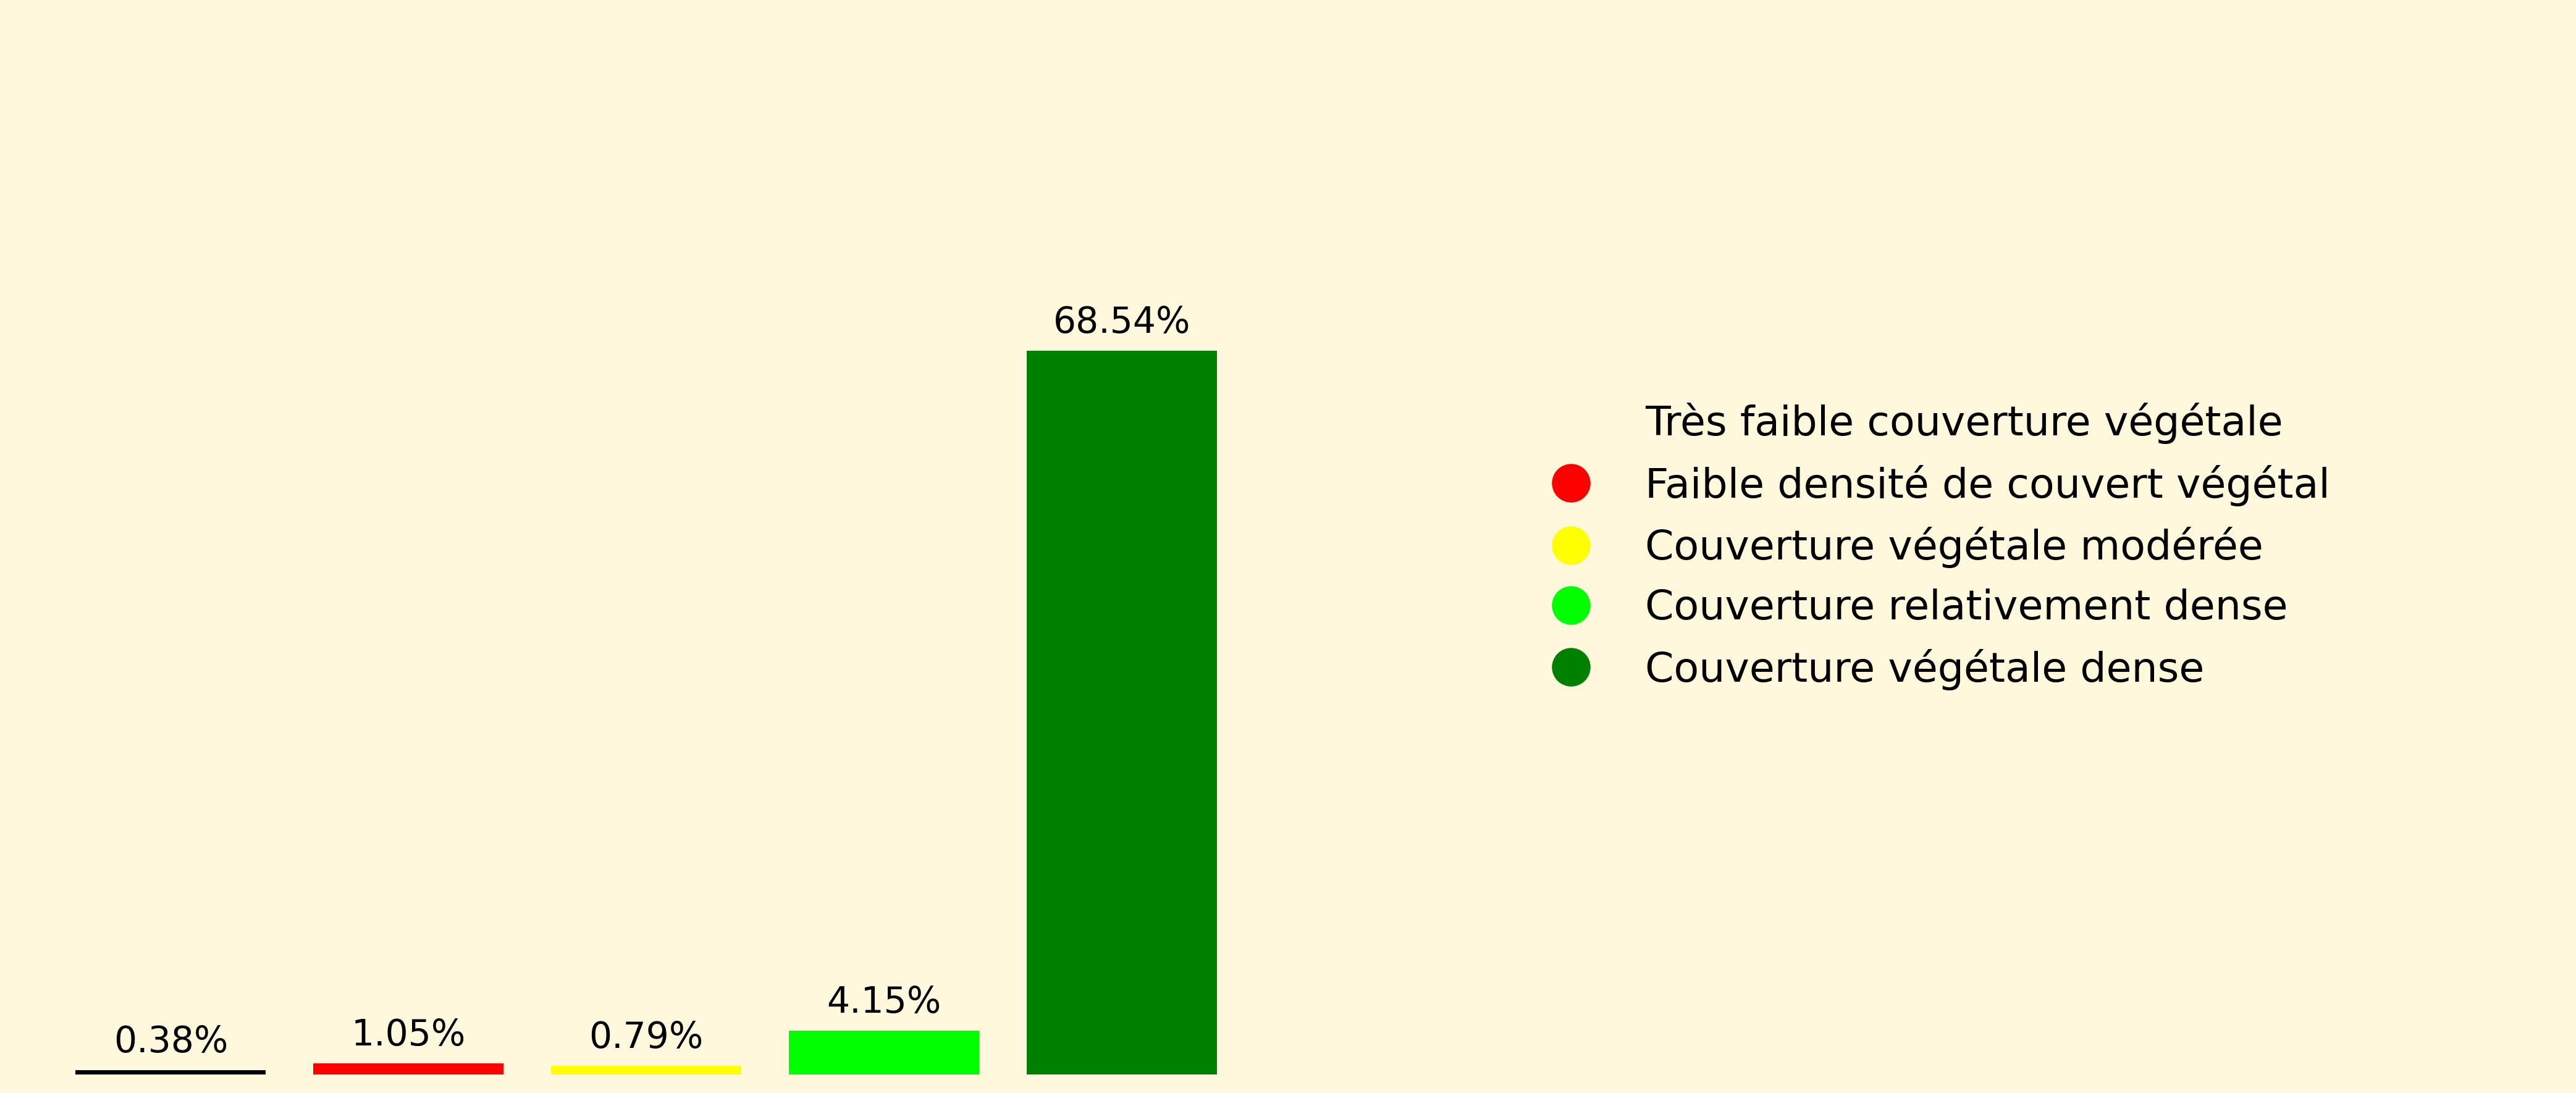 68.54%
4.15%
0.38%
1.05%
0.79%
Très faible couverture végétale
Faible densité de couvert végétal
Couverture végétale modérée
Couverture relativement dense
Couverture végétale dense